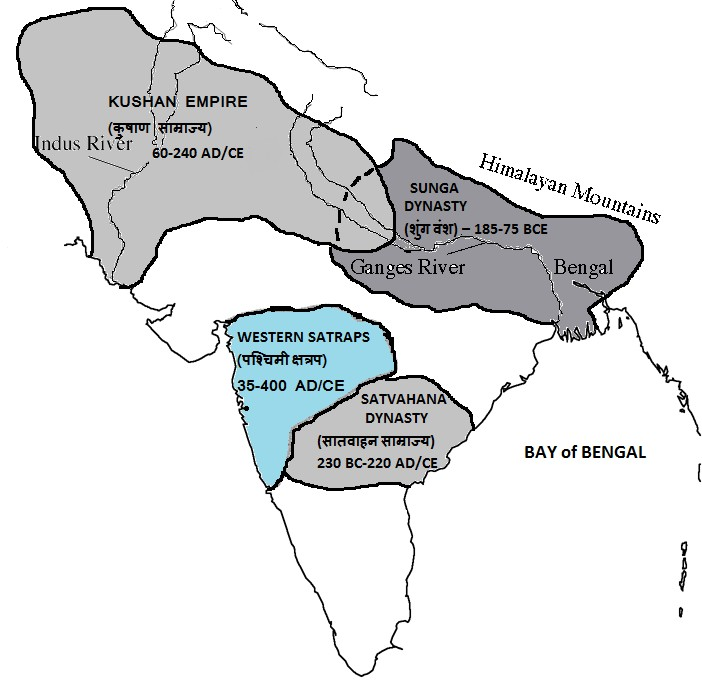 KUSHAN EMPIRE
(कुषाण साम्राज्य)
Indus River
60-240 AD/CE
Himalayan Mountains
SUNGA
DYNASTY
(शुंग वंश) – 185-75 BCE
Ganges River
Bengal
WESTERN SATRAPS
(पश्चिमी क्षत्रप)
35-400 AD/CE
SATVAHANA
DYNASTY
(सातवाहन साम्राज्य)
230 BC-220 AD/CE
BAY of BENGAL